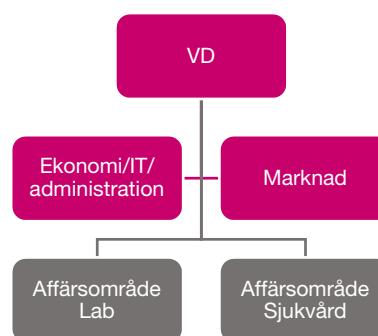 VD
Ekonomi/IT/
administration
Marknad
Affärsområde
Lab
Affärsområde
Sjukvård